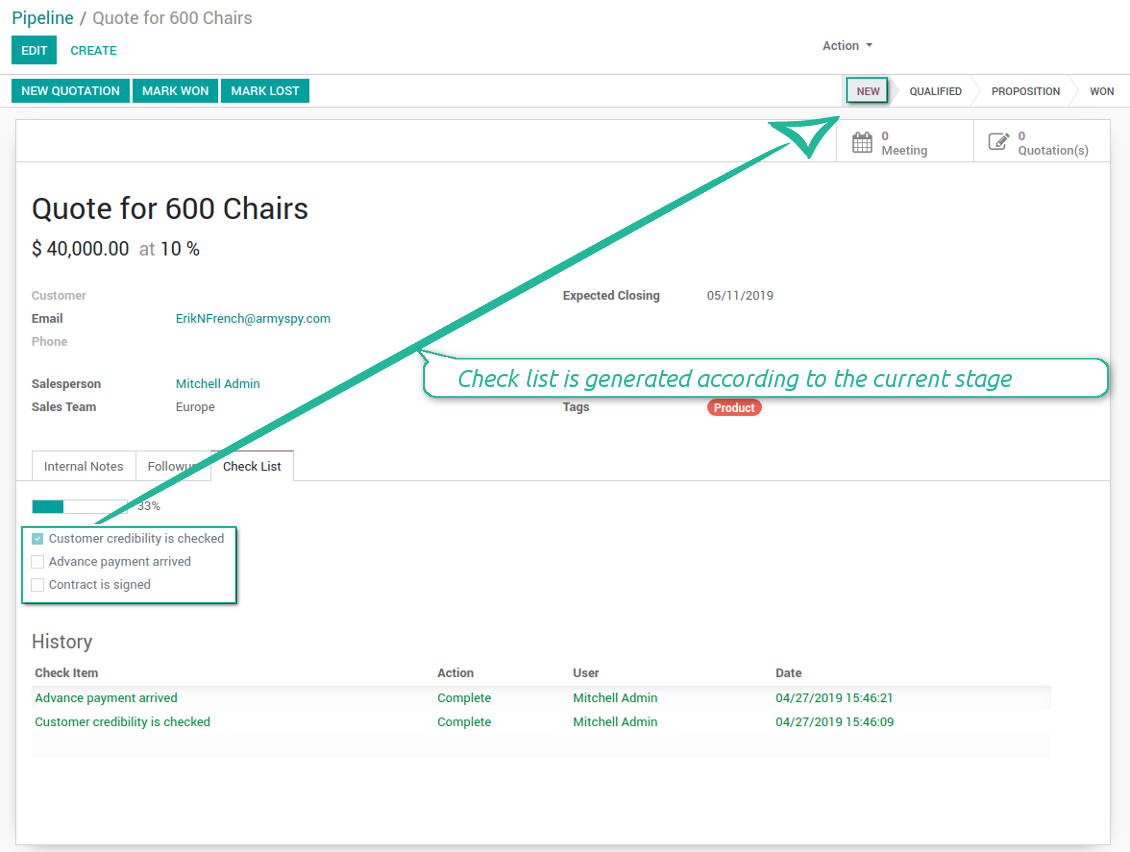 Pipeline / Quote for 600 Chairs
EDIT CREATE Action
NEW QUOTATION MARK WON MARK LOST NEW QUALIFIED PROPOSITION WON
0 Meeting 0 Quotation(s)
Quote for 600 Chairs
$ 40,000.00 at 10 %
Customer Expected Closing 05/11/2019
Email ErikNFrench@armyspy.com
Phone
Check list is generated according to the current stage
Salesperson Mitchell Admin
Sales Team Europe Tags Product
Internal Notes Followup Check List
33%
Customer credibility is checked
Advance payment arrived
Contract is signed
History
Check Item Action User Date
Advance payment arrived Complete Mitchell Admin 04/27/2019 15:46:21
Customer credibility is checked Complete Mitchell Admin 04/27/2019 15:46:09